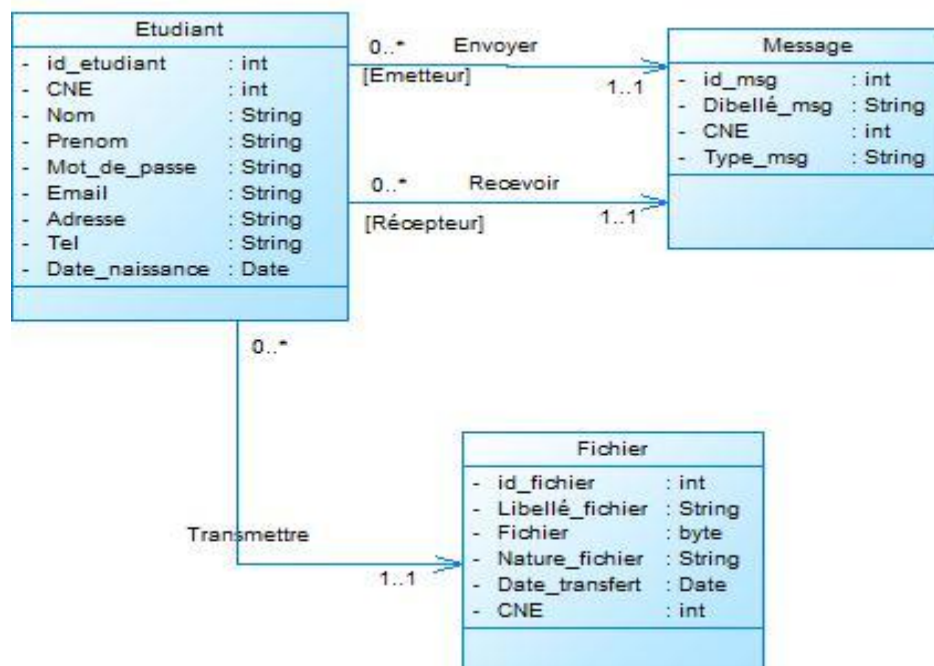 Etudiant
- id_etudiant : int
- CNE : int
- Nom : String
- Prenom : String
- Mot_de_passe : String
- Email : String
- Adresse : String
- Tel : String
- Date_naissance : Date
0..* Envoyer
[Emetteur]
1..1
0..* Recevoir
[Récepteur]
1..1
Message
- id_msg : int
- Dibellé_msg : String
- CNE : int
- Type_msg : String
0..*
Transmettre
1..1
Fichier
- id_fichier : int
- Libellé_fichier : String
- Fichier : byte
- Nature_fichier : String
- Date_transfert : Date
- CNE : int